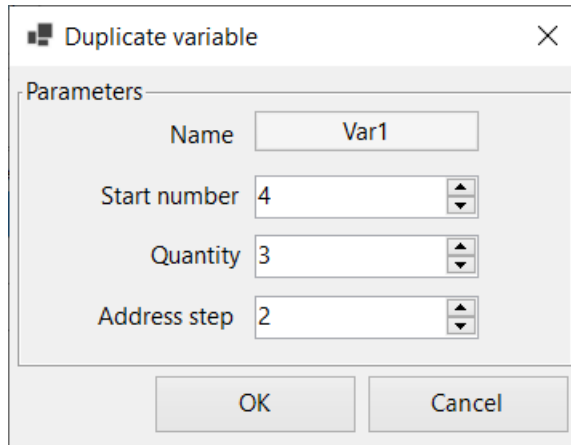 Duplicate variable
Parameters
Name Var1
Start number 4
Quantity 3
Address step 2
OK Cancel